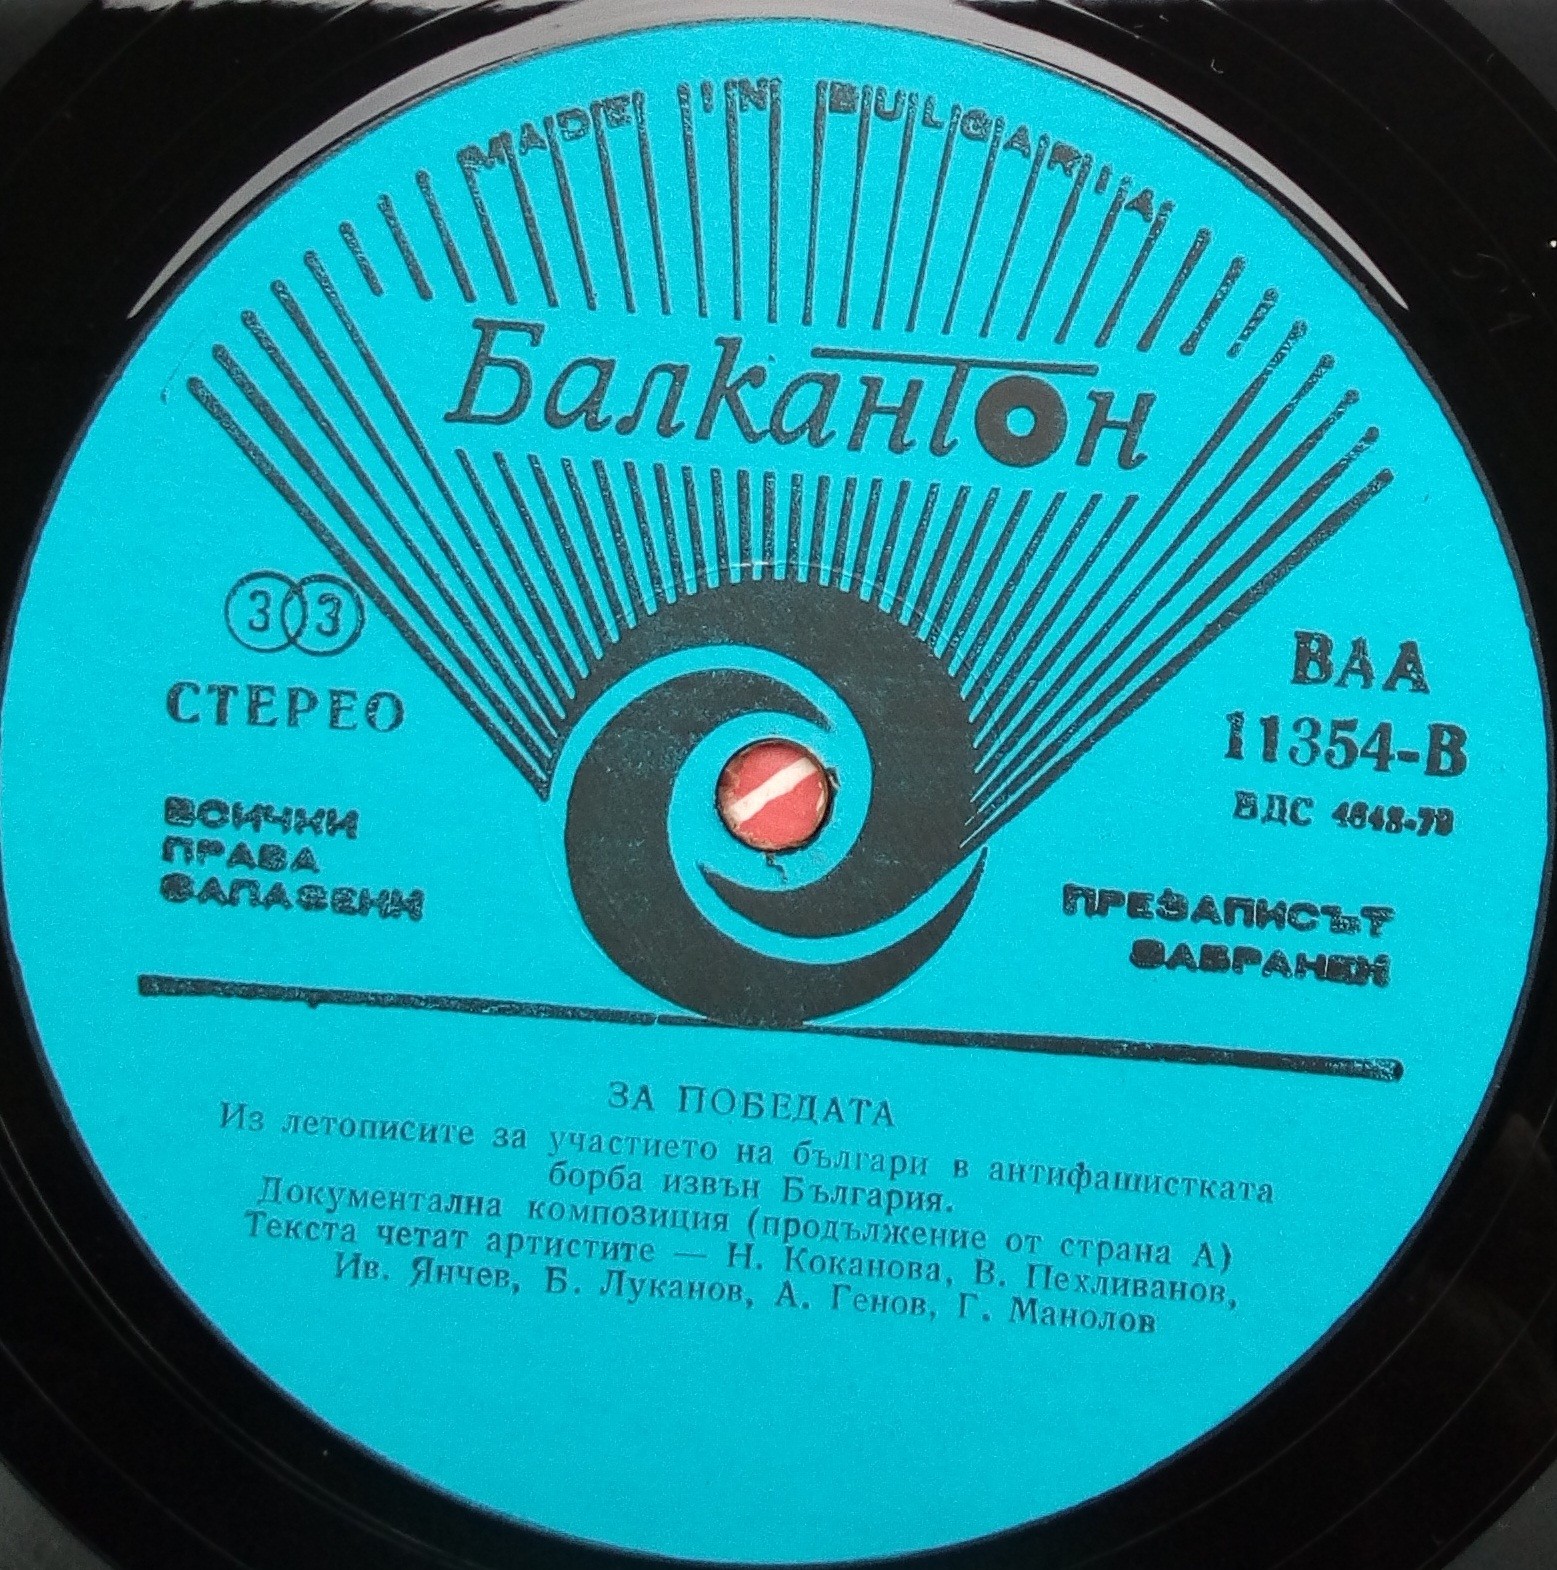 MADE IN BULGARIA
Балкантон
33
СТЕРЕО
ВСИЧКИ
ПРАВА
ЗАПАЗЕНИ
ВАА
11354-В
ВДС
ПРЕЗАПИСЪТ
ЗАБРАНЕН
ЗА ПОБЕДАТА
Из летописите за участието на българи в антифашистката
борба извън България.
Документална композиция (продължение от страна А)
Текста четат артистите — Н. Коканова, В. Пехливанов,
Ив. Янчев, Б. Луканов, А. Генов, Г. Манолов